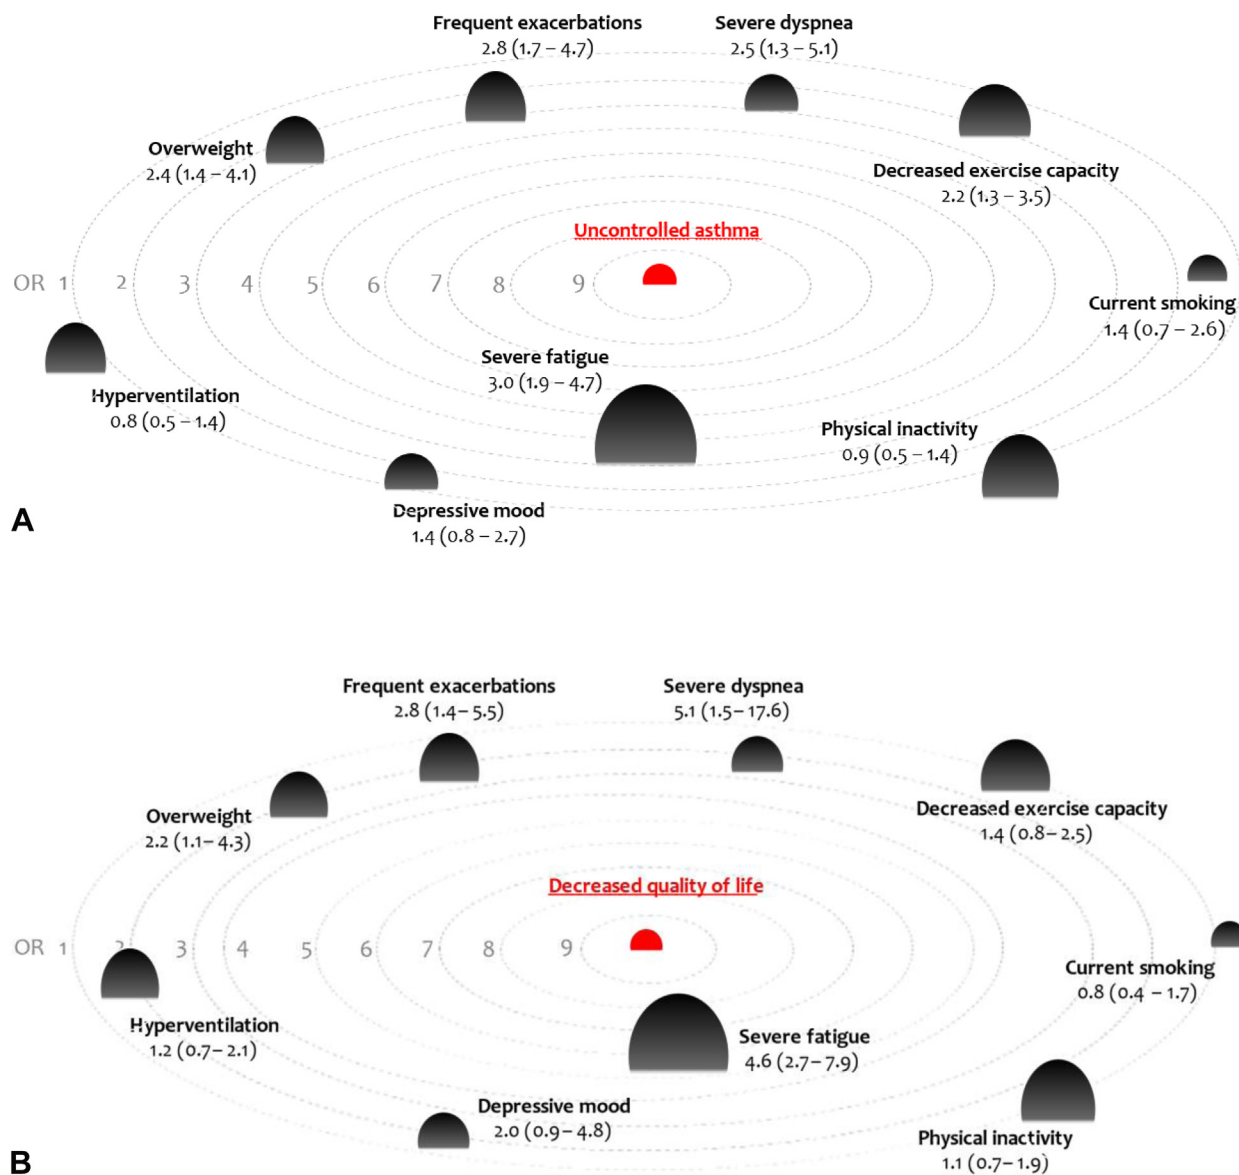 Frequent exacerbations
2.8 (1.7 – 4.7)
Severe dyspnea
2.5 (1.3 – 5.1)
Overweight
2.4 (1.4 – 4.1)
Decreased exercise capacity
2.2 (1.3 – 3.5)
Uncontrolled asthma
OR 1 2 3 4 5 6 7 8 9
Current smoking
1.4 (0.7 – 2.6)
Severe fatigue
3.0 (1.9 – 4.7)
Hyperventilation
0.8 (0.5 – 1.4)
Physical inactivity
0.9 (0.5 – 1.4)
Depressive mood
1.4 (0.8 – 2.7)
A
Frequent exacerbations
2.8 (1.4 – 5.5)
Severe dyspnea
5.1 (1.5 – 17.6)
Overweight
2.2 (1.1 – 4.3)
Decreased exercise capacity
1.4 (0.8 – 2.5)
Decreased quality of life
OR 1 2 3 4 5 6 7 8 9
Current smoking
0.8 (0.4 – 1.7)
Hyperventilation
1.2 (0.7 – 2.1)
Severe fatigue
4.6 (2.7 – 7.9)
Depressive mood
2.0 (0.9 – 4.8)
Physical inactivity
1.1 (0.7 – 1.9)
B